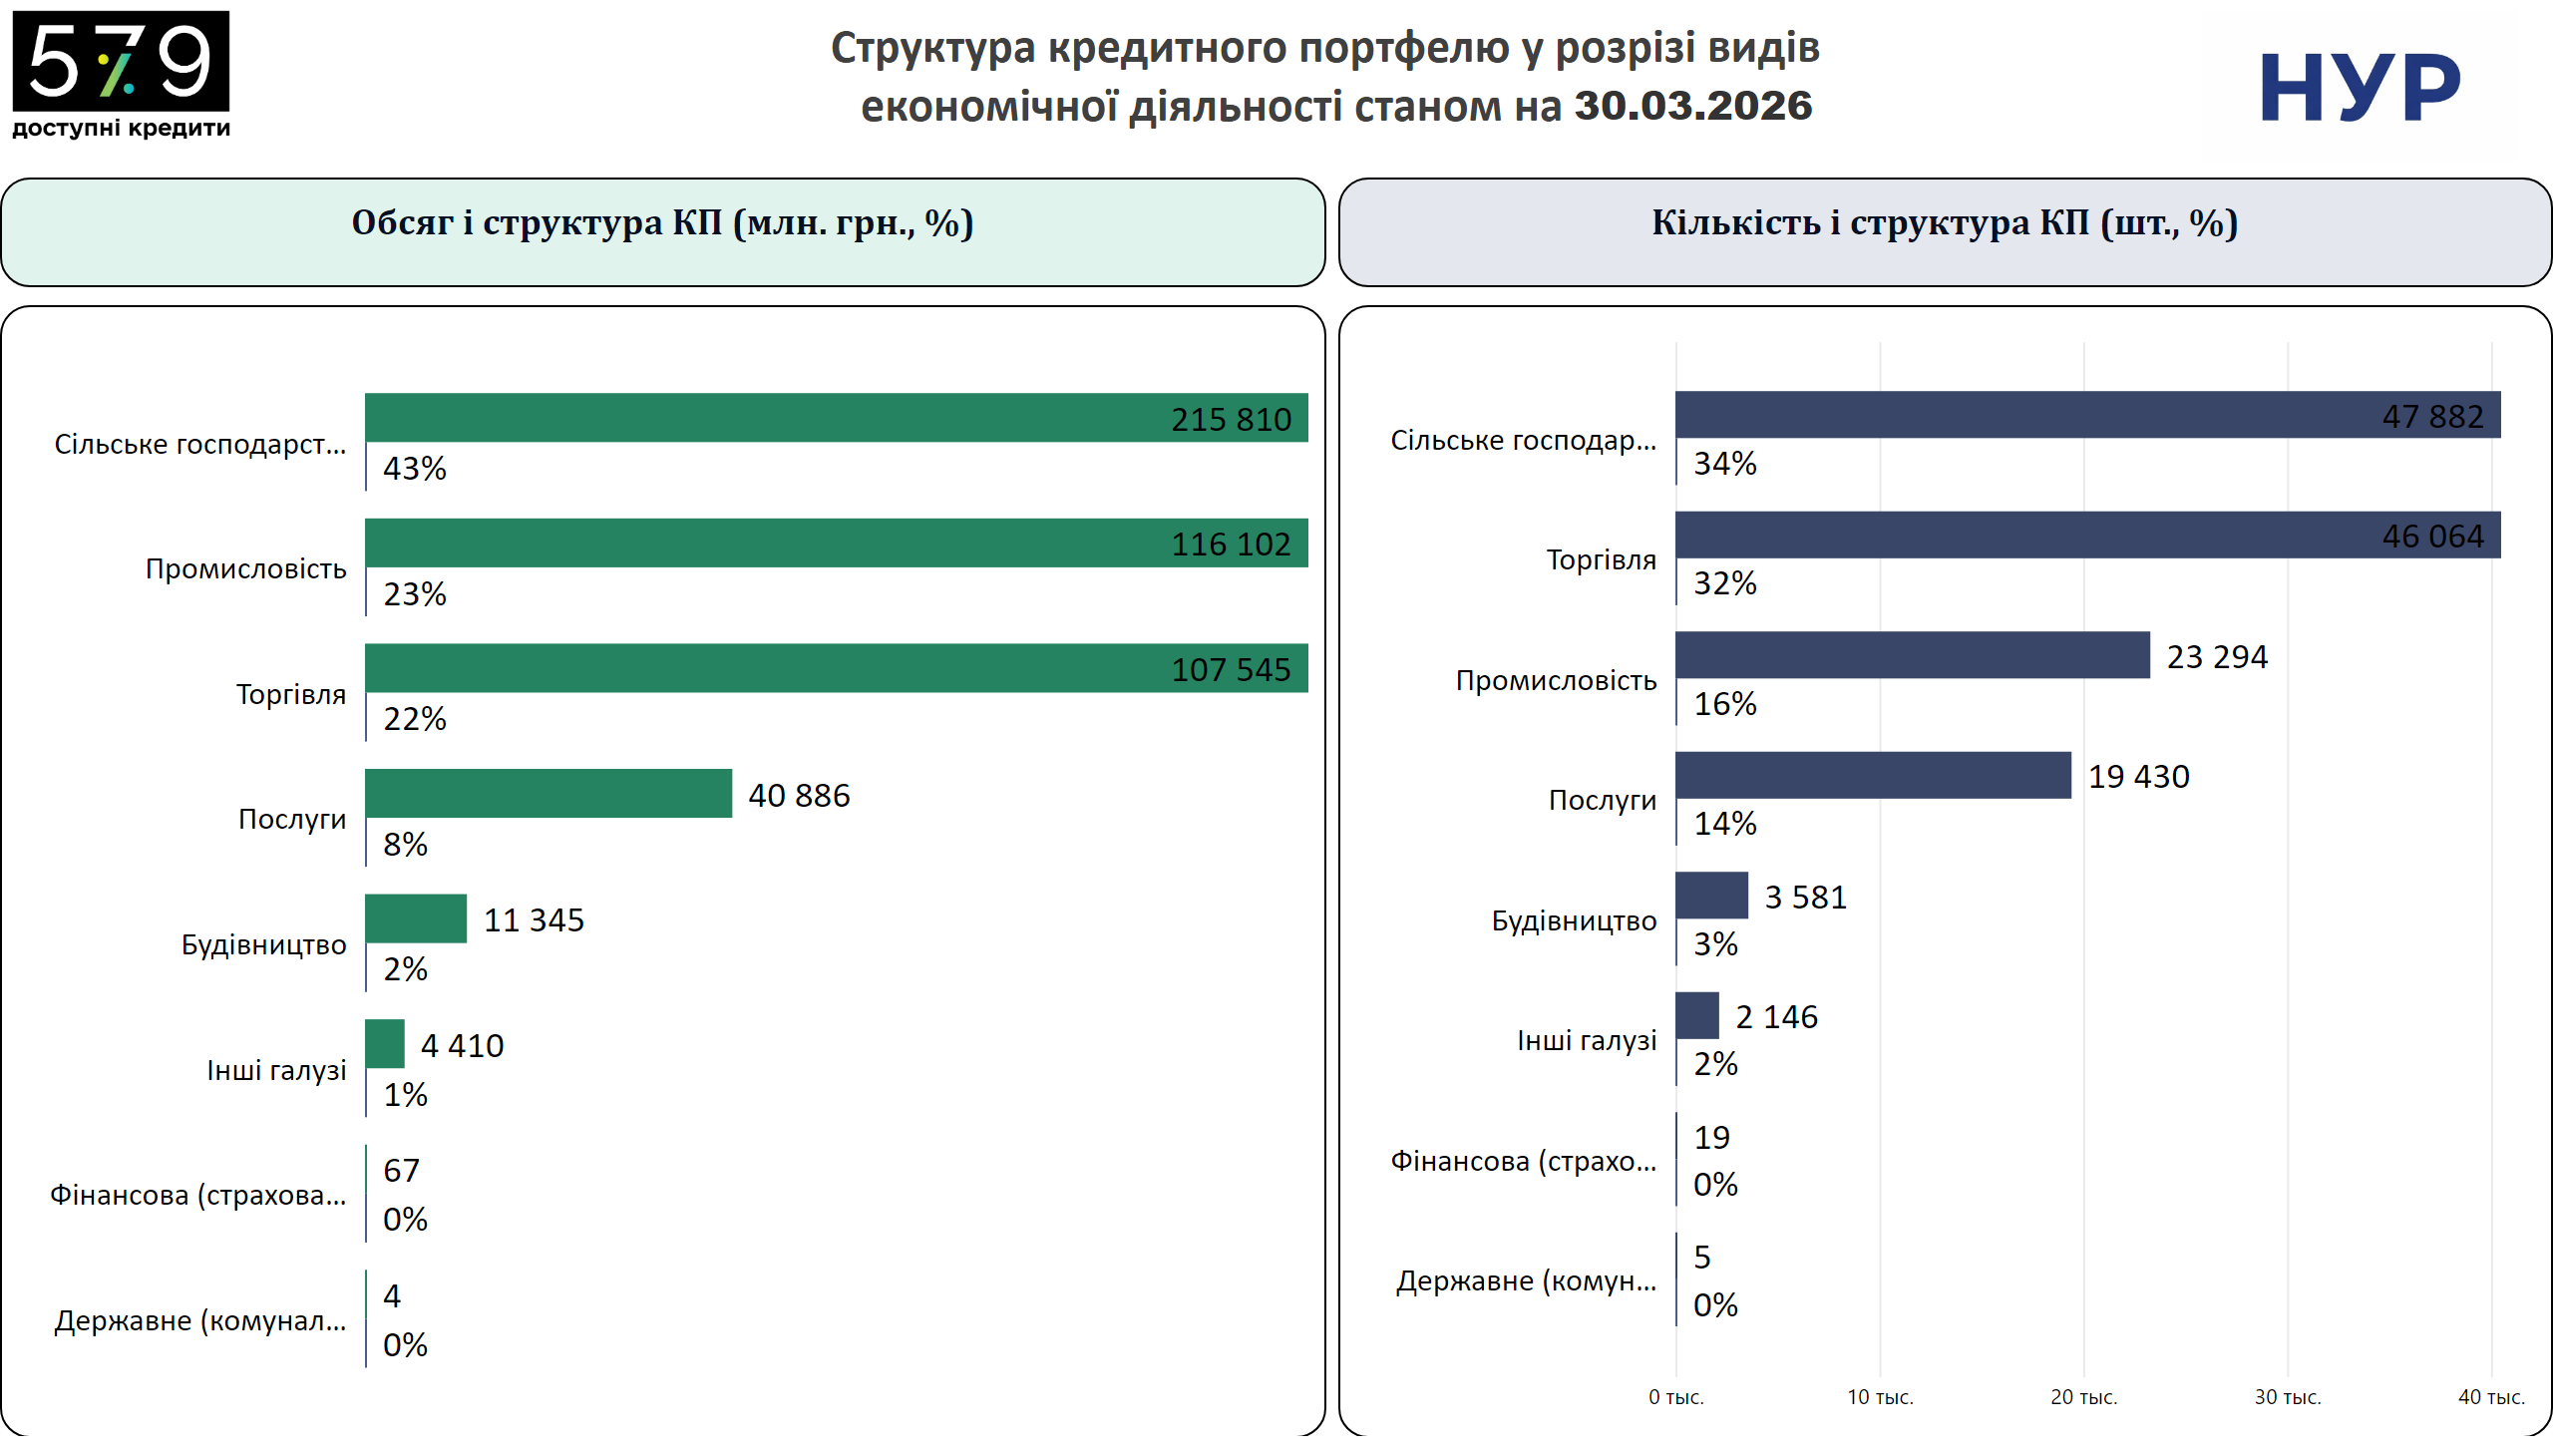 579
доступні кредити
Структура кредитного портфелю у розрізі видів
економічної діяльності станом на 30.03.2026
НУР
Обсяг і структура КП (млн. грн., %)
Сільське господарст...
215 810
43%
Промисловість
116 102
23%
Торгівля
107 545
22%
Послуги
40 886
8%
Будівництво
11 345
2%
Інші галузі
4 410
1%
Фінансова (страхова...
67
0%
Державне (комунал...
4
0%
Кількість і структура КП (шт., %)
Сільське господар...
47 882
34%
Торгівля
46 064
32%
Промисловість
23 294
16%
Послуги
19 430
14%
Будівництво
3 581
3%
Інші галузі
2 146
2%
Фінансова (страхо...
19
0%
Державне (комун...
5
0%
0 тыс. 10 тыс. 20 тыс. 30 тыс. 40 тыс.